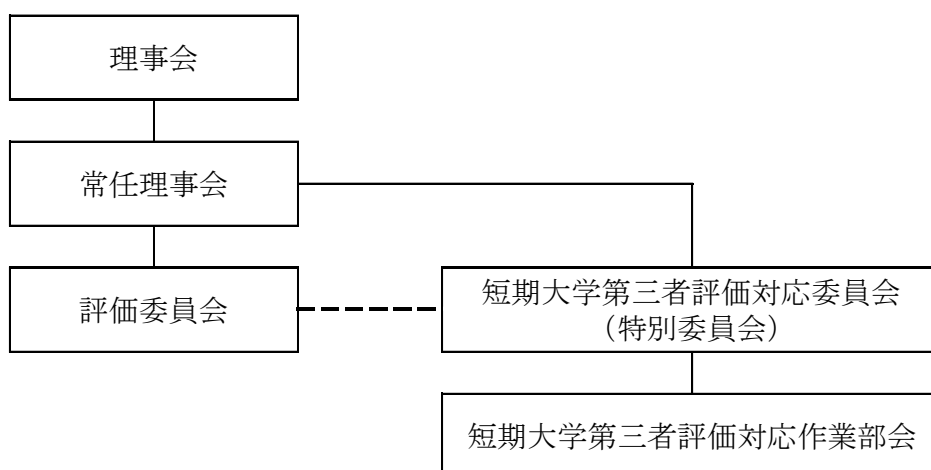 理事会
常任理事会
評価委員会
短期大学第三者評価対応委員会
（特別委員会）
短期大学第三者評価対応作業部会